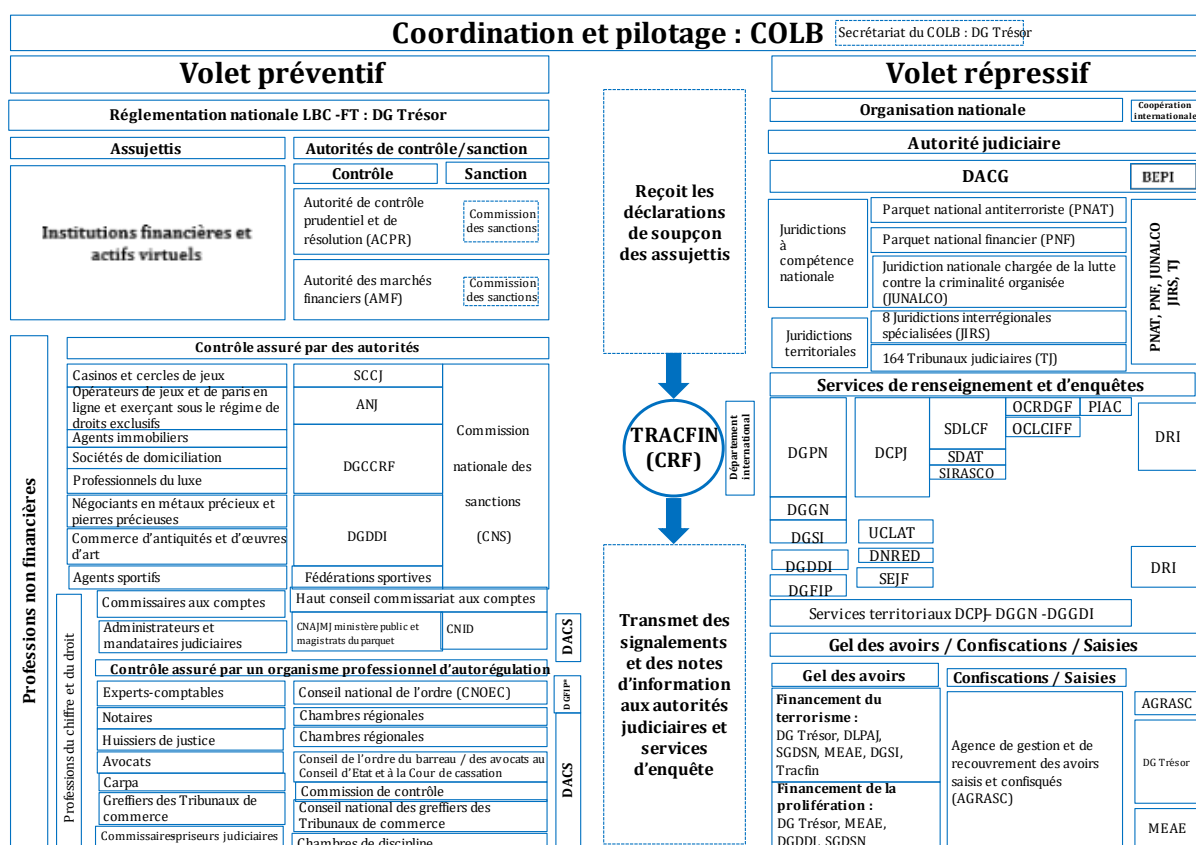 Coordination et pilotage : COLB
Secrétariat du COLB : DG Trésor
Volet préventif
Réglementation nationale LBC -FT : DG Trésor
Assujettis
Autorités de contrôle/sanction
Contrôle
Sanction
Institutions financières et
actifs virtuels
Autorité de contrôle
prudentiel et de
résolution (ACPR)
Commission
des sanctions
Autorité des marchés
financiers (AMF)
Commission
des sanctions
Professions non financières
Contrôle assuré par des autorités
Casinos et cercles de jeux
SCCJ
Opérateurs de jeux et de paris en
ligne et exerçant sous le régime de
droits exclusifs
ANJ
Agents immobiliers
Sociétés de domiciliation
Professionnels du luxe
DGCCRF
Négociants en métaux précieux et
pierres précieuses
Commerce d'antiquités et d'œuvres
d'art
DGDDI
Agents sportifs
Fédérations sportives
Commission
nationale des
sanctions
(CNS)
Professions du chiffre et du droit
Commissaires aux comptes
Haut conseil commissariat aux comptes
Administrateurs et
mandataires judiciaires
CNAJMJ ministère public et
magistrats du parquet
CNID
DACS
Contrôle assuré par un organisme professionnel d'autorégulation
Experts-comptables
Conseil national de l'ordre (CNOEC)
DGFIP*
Notaires
Chambres régionales
Huissiers de justice
Chambres régionales
Avocats
Conseil de l'ordre du barreau / des avocats au
Conseil d'Etat et à la Cour de cassation
Carpa
Commission de contrôle
Greffiers des Tribunaux de
commerce
Conseil national des greffiers des
Tribunaux de commerce
Commissairespriseurs judiciaires
Chambres de discipline
DACS
Reçoit les
déclarations
de soupçon
des assujettis
TRACFIN
(CRF)
Département
international
Transmet des
signalements
et des notes
d'information
aux autorités
judiciaires et
services
d'enquête
Volet répressif
Organisation nationale
Coopération
internationale
Autorité judiciaire
DACG
BEPI
Juridictions
à
compétence
nationale
Parquet national antiterroriste (PNAT)
Parquet national financier (PNF)
Juridiction nationale chargée de la lutte
contre la criminalité organisée
(JUNALCO)
Juridictions
territoriales
8 Juridictions interrégionales
spécialisées (JIRS)
164 Tribunaux judiciaires (TJ)
PNAT, PNF, JUNALCO
JIRS, TJ
Services de renseignement et d'enquêtes
DGPN
DCPJ
SDLCF
OCRDGF
PIAC
OCLCIFF
SDAT
SIRASCO
DRI
DGGN
DGSI
UCLAT
DGDDI
DNRED
SEJF
DGFIP
DRI
Services territoriaux DCPJ- DGGN -DGGDI
Gel des avoirs / Confiscations / Saisies
Gel des avoirs
Confiscations / Saisies
Financement du
terrorisme :
DG Trésor, DLPAJ,
SGDSN, MEAE, DGSI,
Tracfin
Financement de la
prolifération :
DG Trésor, MEAE,
DGDDI, SGDSN
Agence de gestion et de
recouvrement des avoirs
saisis et confisqués
(AGRASC)
AGRASC
DG Trésor
MEAE